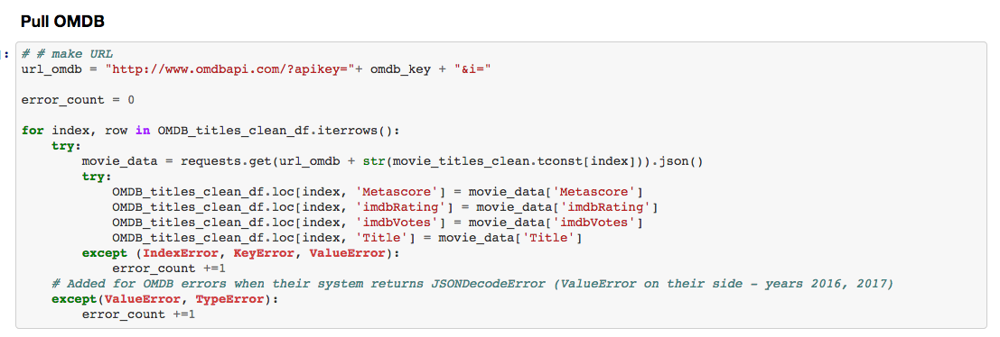 Pull OMDB
]:
# # make URL
url_omdb = "http://www.omdbapi.com/?apikey="+ omdb_key + "&i="
error_count = 0
for index, row in OMDB_titles_clean_df.iterrows():
    try:
        movie_data = requests.get(url_omdb + str(movie_titles_clean.tconst[index])).json()
        try:
            OMDB_titles_clean_df.loc[index, 'Metascore'] = movie_data['Metascore']
            OMDB_titles_clean_df.loc[index, 'imdbRating'] = movie_data['imdbRating']
            OMDB_titles_clean_df.loc[index, 'imdbVotes'] = movie_data['imdbVotes']
            OMDB_titles_clean_df.loc[index, 'Title'] = movie_data['Title']
        except (IndexError, KeyError, ValueError):
            error_count +=1
    # Added for OMDB errors when their system returns JSONDecodeError (ValueError on their side - years 2016, 2017)
    except(ValueError, TypeError):
        error_count +=1